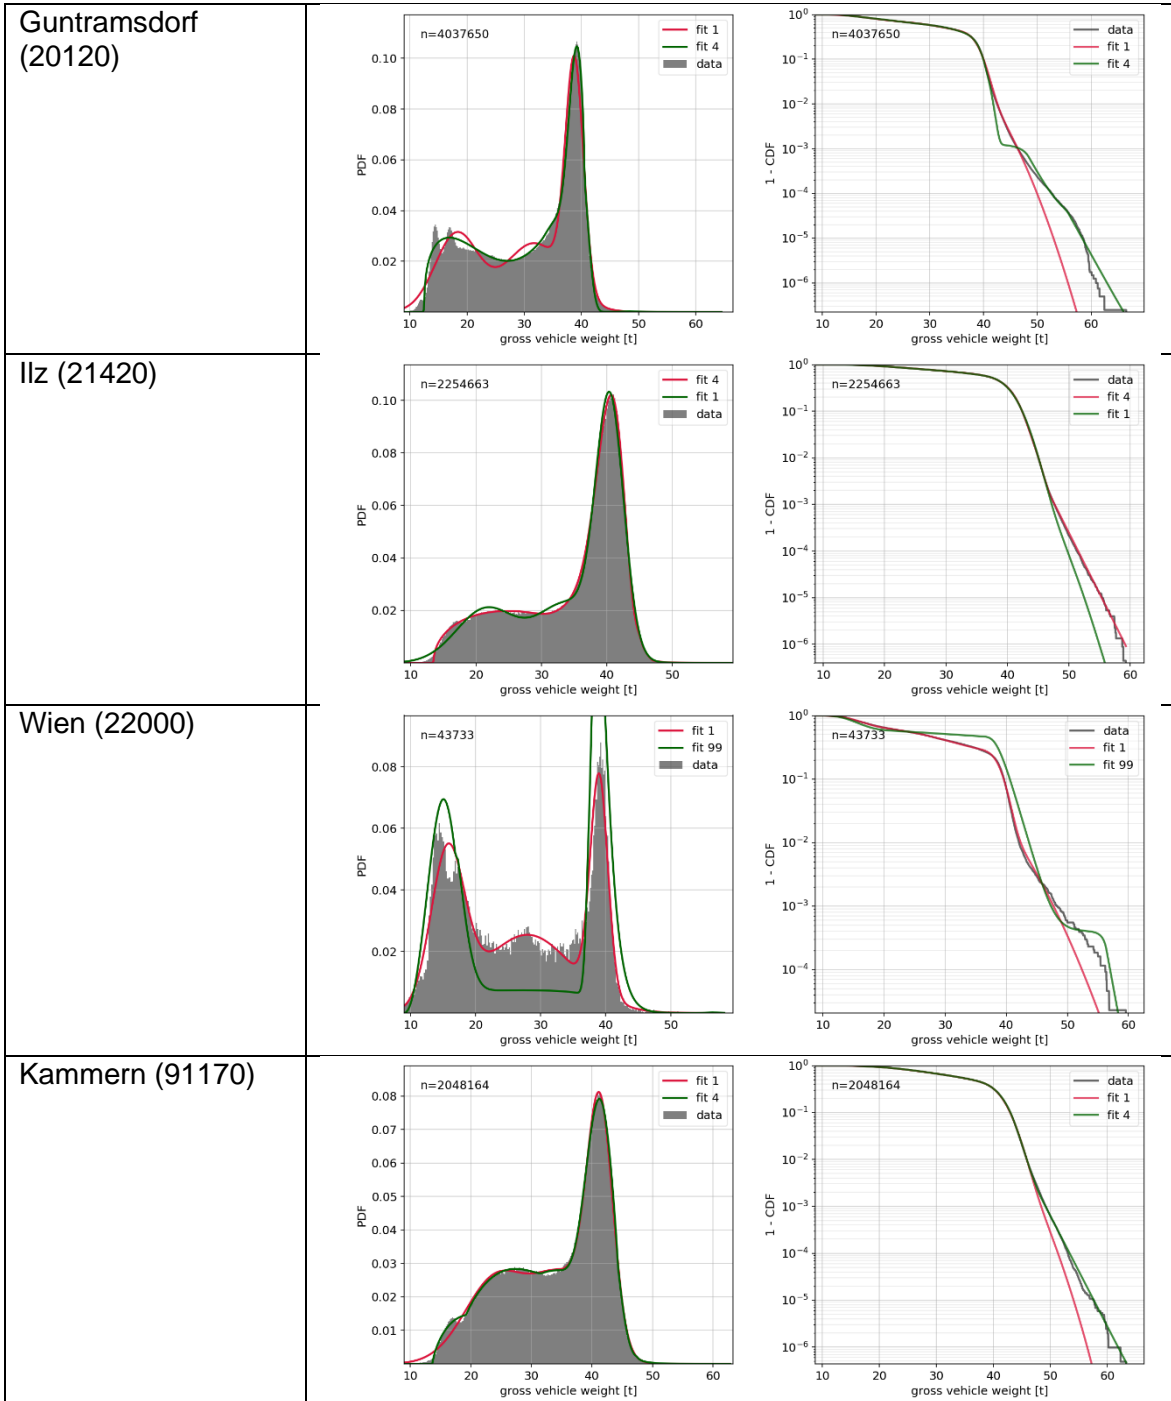 Guntramsdorf
(20120)
n=4037650
fit 1
fit 4
data
0.10
0.08
0.06
0.04
0.02
PDF
10 20 30 40 50 60
gross vehicle weight [t]
n=4037650
data
fit 1
fit 4
10⁰
10⁻¹
10⁻²
10⁻³
10⁻⁴
10⁻⁵
10⁻⁶
1 - CDF
10 20 30 40 50 60
gross vehicle weight [t]
Ilz (21420)
n=2254663
fit 4
fit 1
data
0.10
0.08
0.06
0.04
0.02
PDF
10 20 30 40 50
gross vehicle weight [t]
n=2254663
data
fit 4
fit 1
10⁰
10⁻¹
10⁻²
10⁻³
10⁻⁴
10⁻⁵
10⁻⁶
1 - CDF
10 20 30 40 50 60
gross vehicle weight [t]
Wien (22000)
n=43733
fit 1
fit 99
data
0.08
0.06
0.04
0.02
PDF
10 20 30 40 50
gross vehicle weight [t]
n=43733
data
fit 1
fit 99
10⁰
10⁻¹
10⁻²
10⁻³
10⁻⁴
1 - CDF
10 20 30 40 50 60
gross vehicle weight [t]
Kammern (91170)
n=2048164
fit 1
fit 4
data
0.08
0.07
0.06
0.05
0.04
0.03
0.02
0.01
PDF
10 20 30 40 50 60
gross vehicle weight [t]
n=2048164
data
fit 1
fit 4
10⁰
10⁻¹
10⁻²
10⁻³
10⁻⁴
10⁻⁵
10⁻⁶
1 - CDF
10 20 30 40 50 60
gross vehicle weight [t]